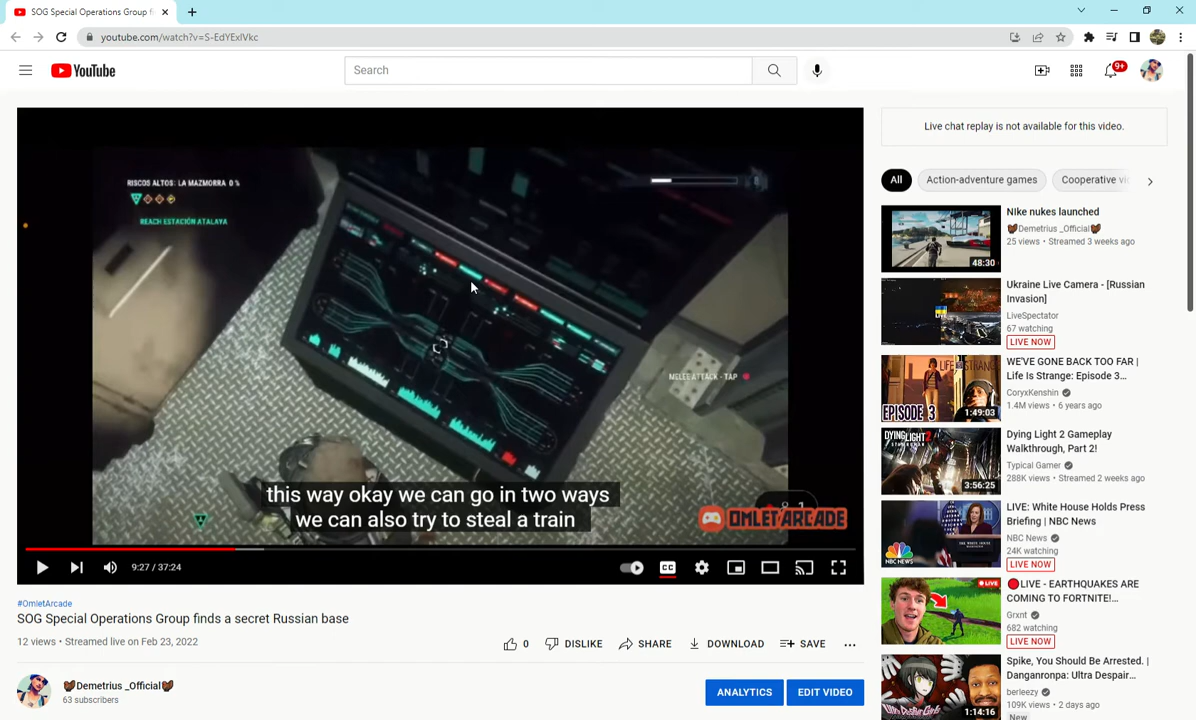 SOG Special Operations Group fi
youtube.com/watch?v=S-EdYExlVkc
YouTube
Search
9+
RISCOS ALTOS: LA MAZMORRA 0 %
REACH ESTACIÓN ATALAYA
MELEE ATTACK - TAP
this way okay we can go in two ways
we can also try to steal a train
OMLET ARCADE
9:27 / 37:24
CC
#OmletArcade
SOG Special Operations Group finds a secret Russian base
12 views • Streamed live on Feb 23, 2022
0 DISLIKE SHARE DOWNLOAD SAVE
Demetrius _Official
63 subscribers
ANALYTICS EDIT VIDEO
Live chat replay is not available for this video.
All Action-adventure games Cooperative vi
NIke nukes launched
Demetrius _Official
25 views • Streamed 3 weeks ago
48:30
Ukraine Live Camera - [Russian
Invasion]
LiveSpectator
67 watching
LIVE NOW
WE'VE GONE BACK TOO FAR |
Life Is Strange: Episode 3...
CoryxKenshin
1.4M views • 6 years ago
EPISODE 3
1:49:03
Dying Light 2 Gameplay
Walkthrough, Part 2!
Typical Gamer
288K views • Streamed 2 weeks ago
DYING LIGHT 2
3:56:25
LIVE: White House Holds Press
Briefing | NBC News
NBC News
24K watching
LIVE NOW
NBC NEWS
LIVE - EARTHQUAKES ARE
COMING TO FORTNITE!...
Grxnt
682 watching
LIVE NOW
LIVE
Spike, You Should Be Arrested. |
Danganronpa: Ultra Despair...
berleezy
109K views • 2 days ago
New
1:14:16